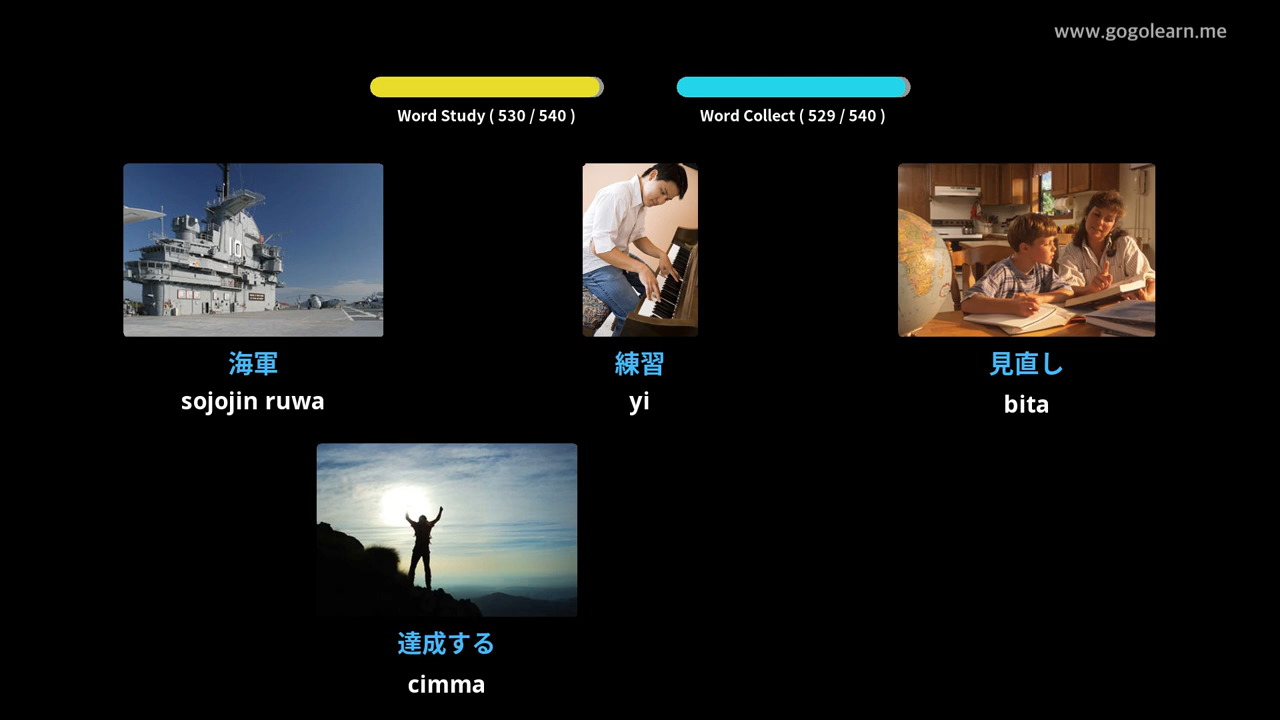 www.gogolearn.me
Word Study ( 530 / 540 )
Word Collect ( 529 / 540 )
10
海軍
sojojin ruwa
練習
yi
見直し
bita
達成する
cimma